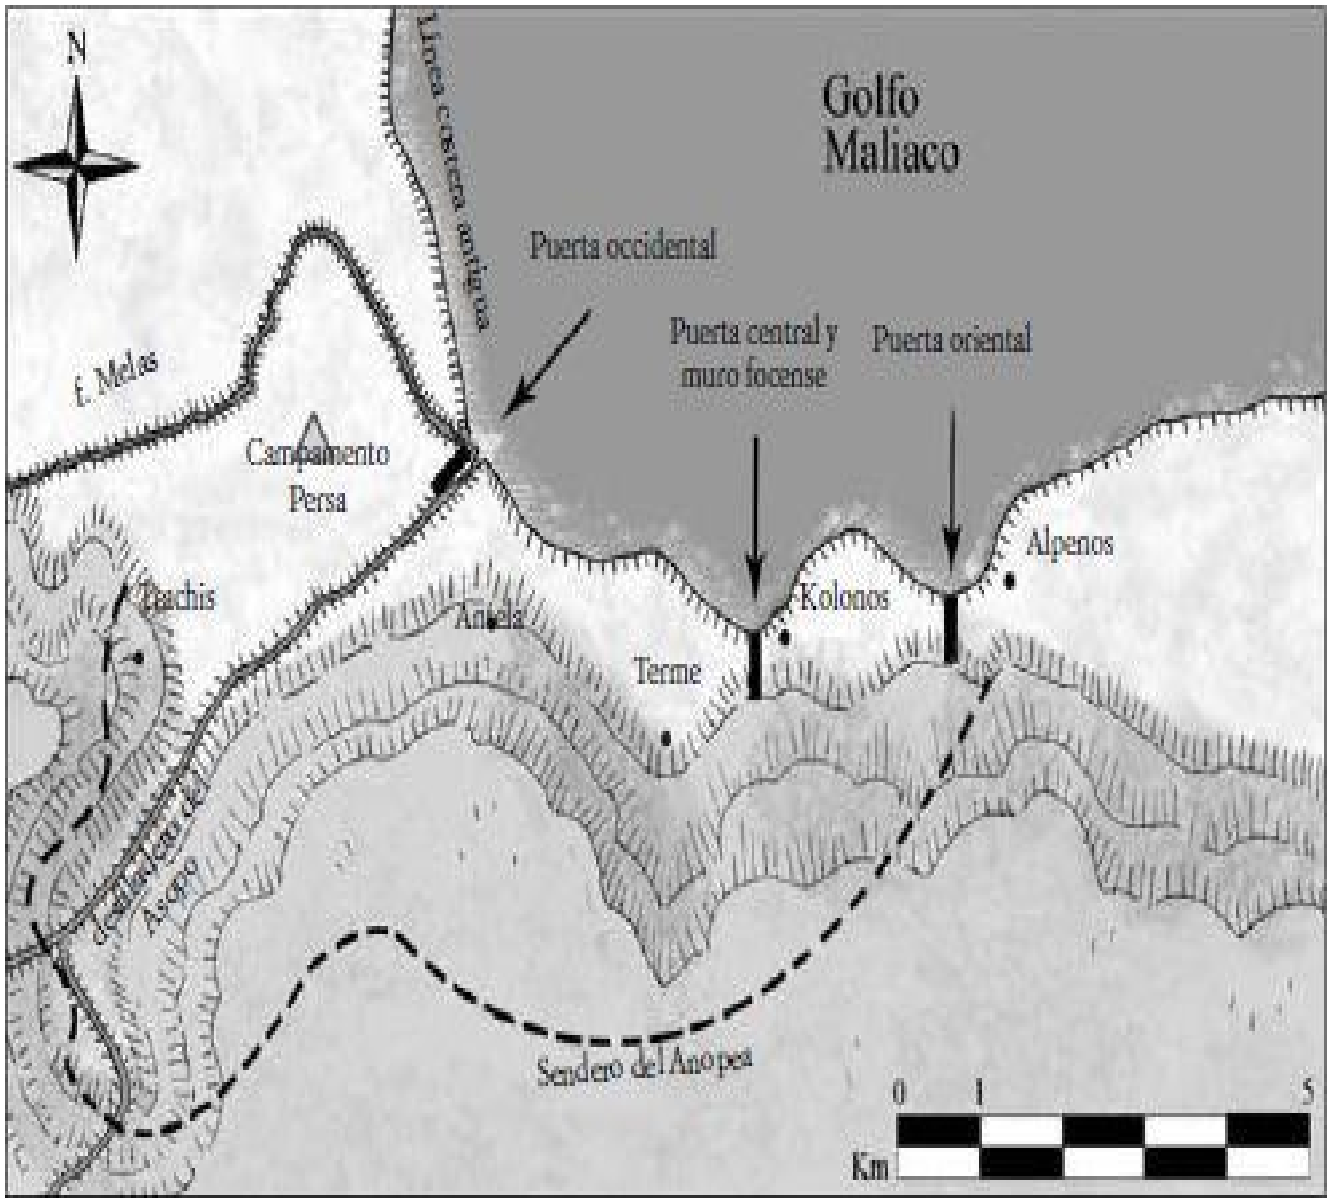 N
Línea costera antigua
Golfo
Maliaco
Puerta occidental
Puerta central y
muro focense
Puerta oriental
f. Melas
Campamento
Persa
Alpenos
Trachis
Kolonos
Antela
Terme
desfiladero del
Asopo
Sendero del Anopea
0 1 5
Km